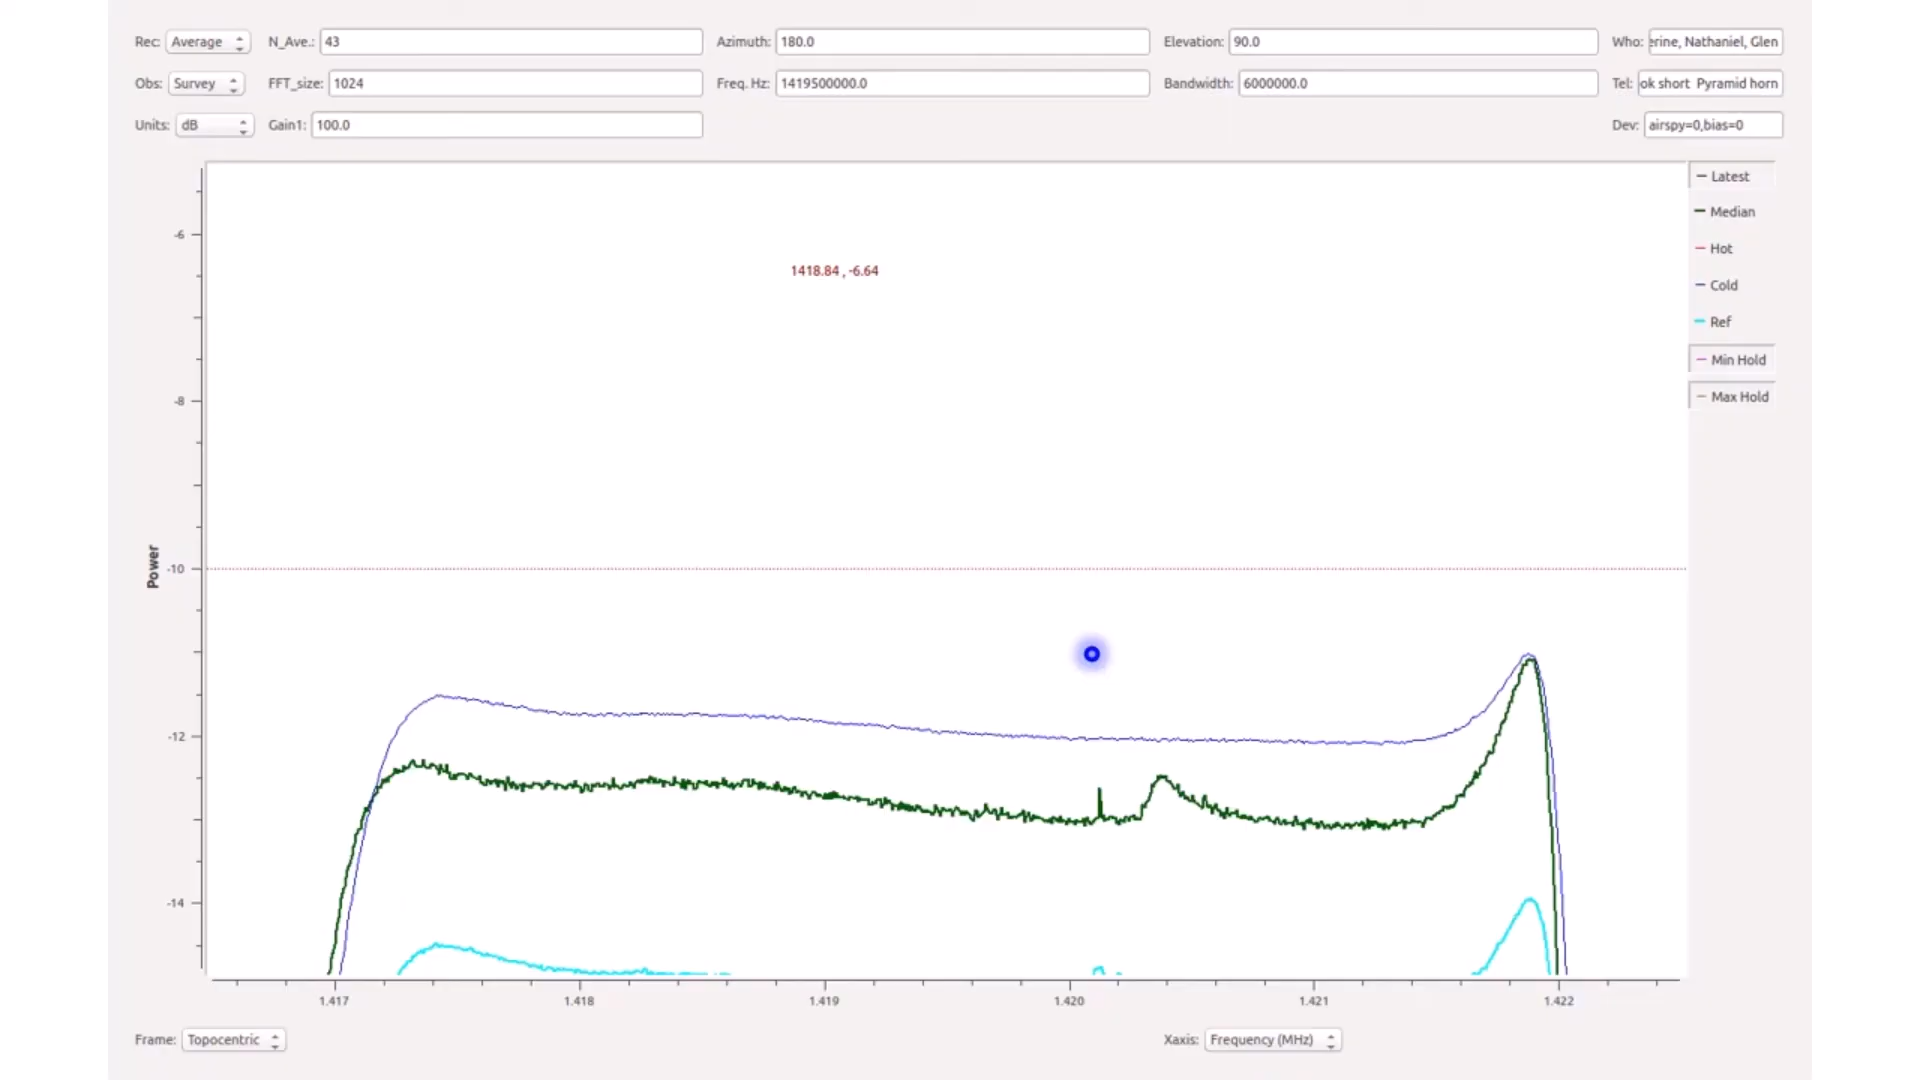 Rec: Average N_Ave.: 43 Azimuth: 180.0 Elevation: 90.0 Who: erine, Nathaniel, Glen
Obs: Survey FFT_size: 1024 Freq. Hz: 1419500000.0 Bandwidth: 6000000.0 Tel: ok short Pyramid horn
Units: dB Gain1: 100.0 Dev: airspy=0,bias=0
Latest
Median
-6
Hot
1418.84 , -6.64
Cold
Ref
Min Hold
Max Hold
-8
Power
-10
-12
-14
1.417 1.418 1.419 1.420 1.421 1.422
Frame: Topocentric Xaxis: Frequency (MHz)